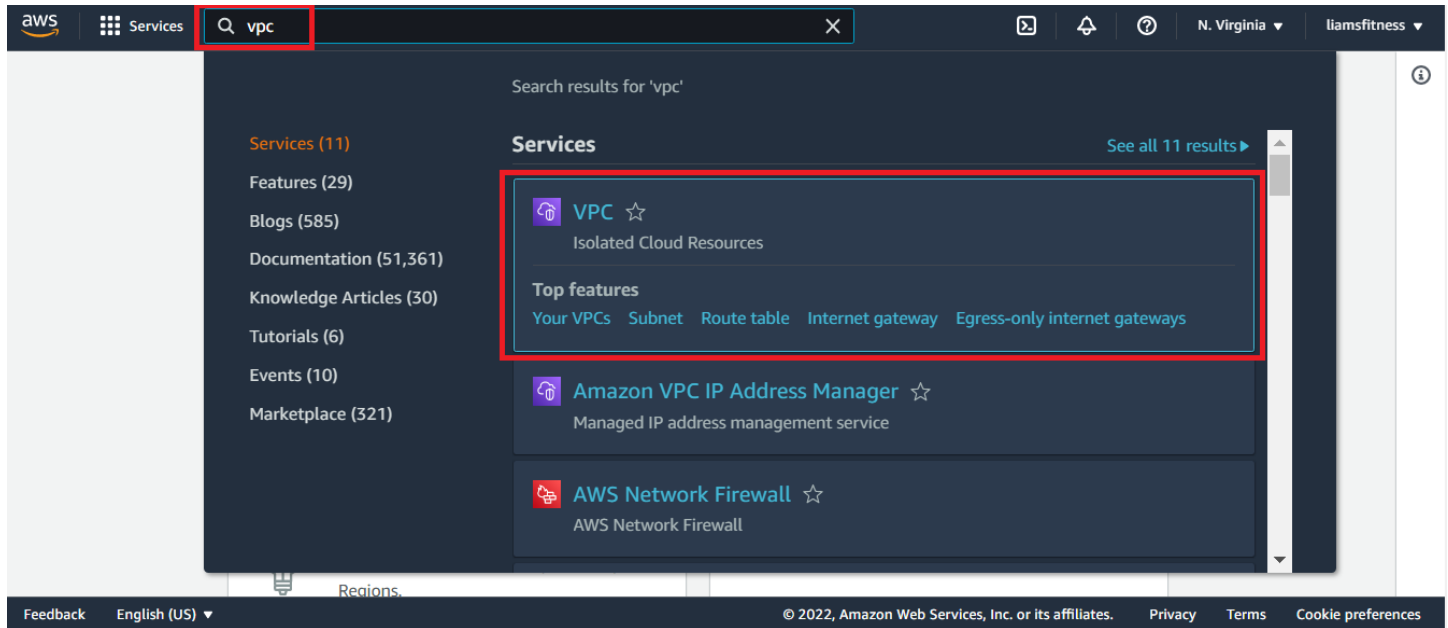 aws Services vpc N. Virginia ▼ liamsfitness ▼
Search results for 'vpc'
Services (11)
Features (29)
Blogs (585)
Documentation (51,361)
Knowledge Articles (30)
Tutorials (6)
Events (10)
Marketplace (321)
Services See all 11 results ▶
VPC
Isolated Cloud Resources
Top features
Your VPCs Subnet Route table Internet gateway Egress-only internet gateways
Amazon VPC IP Address Manager
Managed IP address management service
AWS Network Firewall
AWS Network Firewall
Regions.
Feedback English (US) ▼ © 2022, Amazon Web Services, Inc. or its affiliates. Privacy Terms Cookie preferences